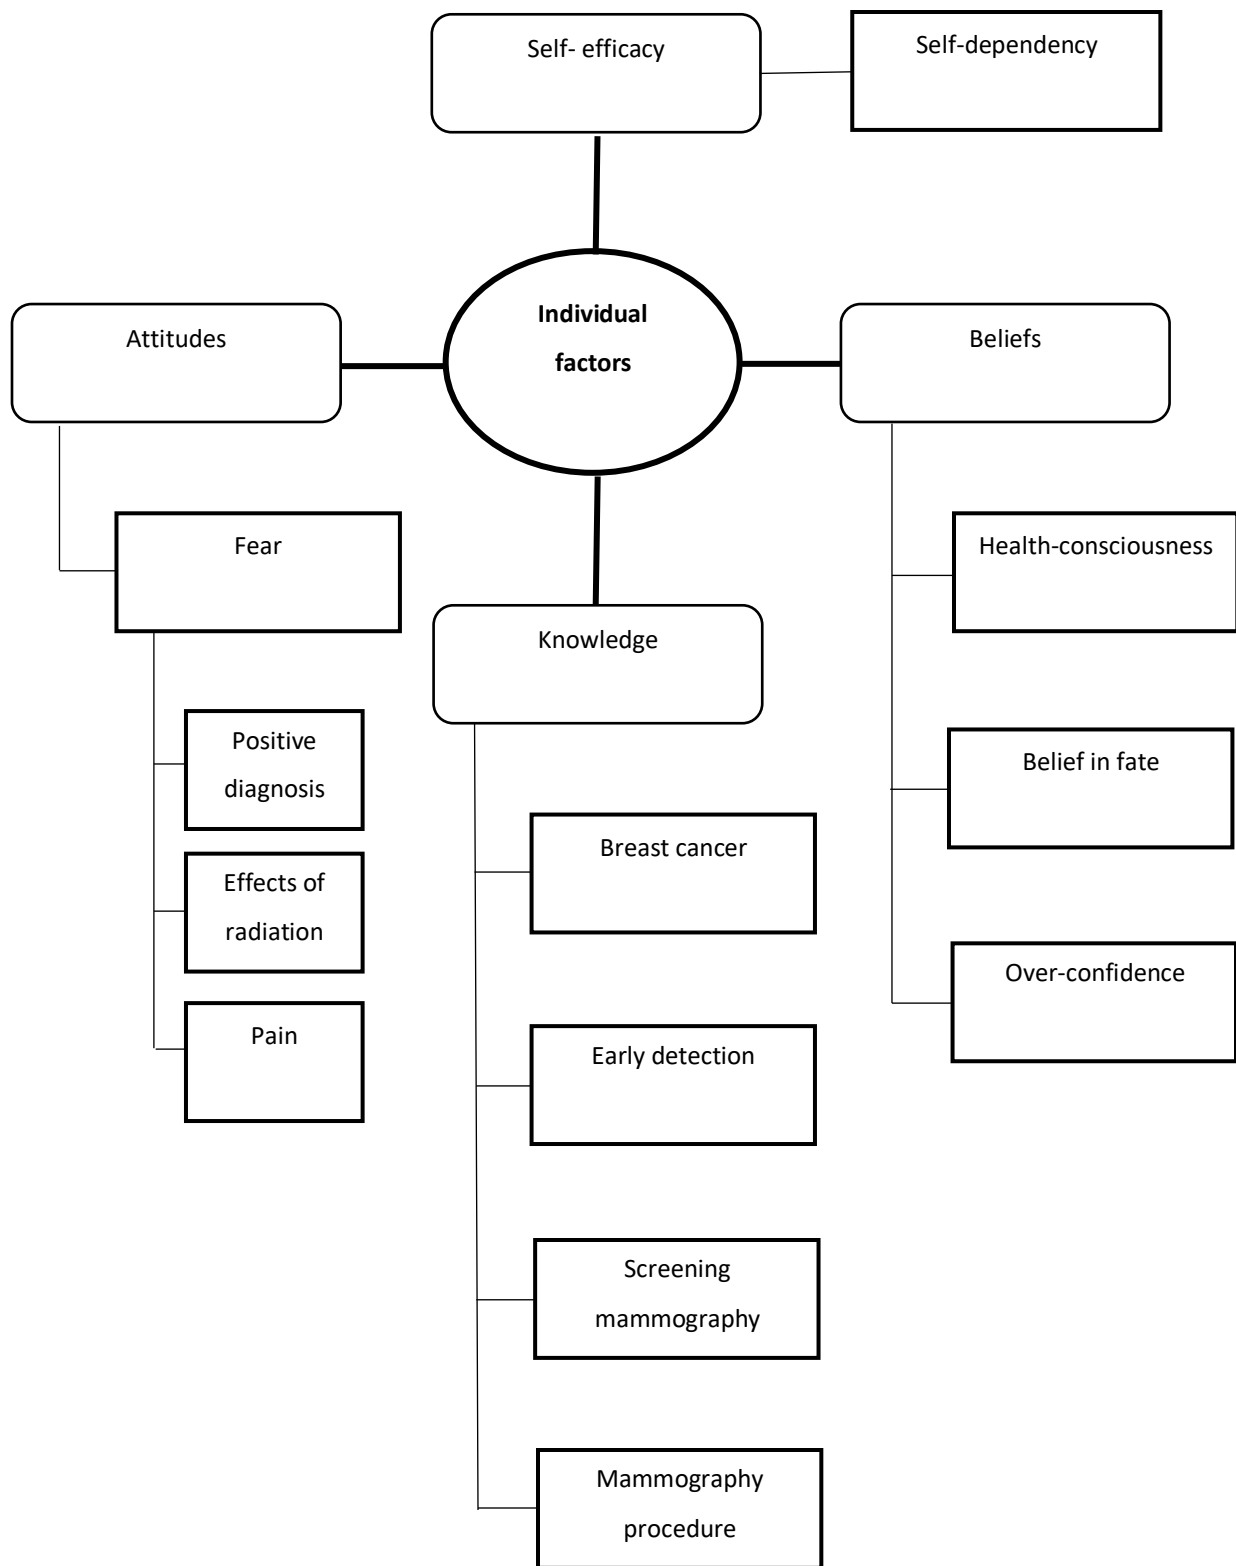 Self- efficacy
Self-dependency
Individual
factors
Attitudes
Beliefs
Fear
Health-consciousness
Knowledge
Positive
diagnosis
Belief in fate
Breast cancer
Effects of
radiation
Over-confidence
Pain
Early detection
Screening
mammography
Mammography
procedure